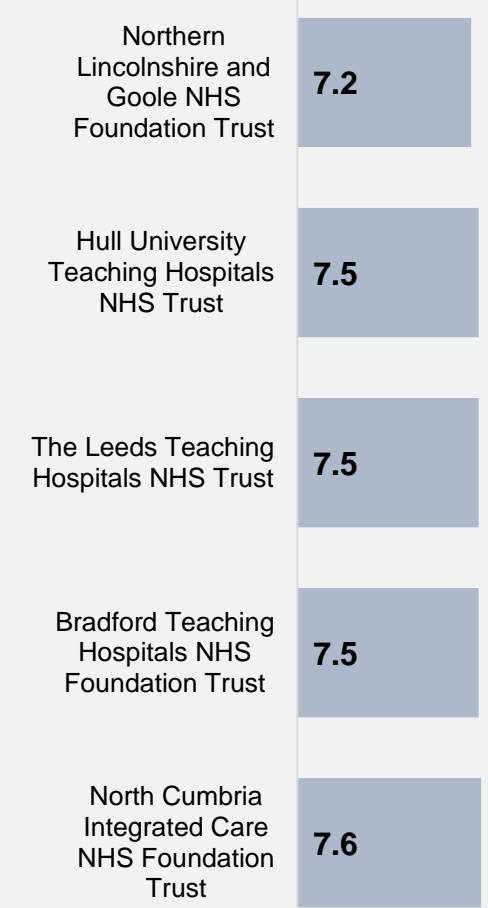 Northern
Lincolnshire and
Goole NHS
Foundation Trust
7.2
Hull University
Teaching Hospitals
NHS Trust
7.5
The Leeds Teaching
Hospitals NHS Trust
7.5
Bradford Teaching
Hospitals NHS
Foundation Trust
7.5
North Cumbria
Integrated Care
NHS Foundation
Trust
7.6